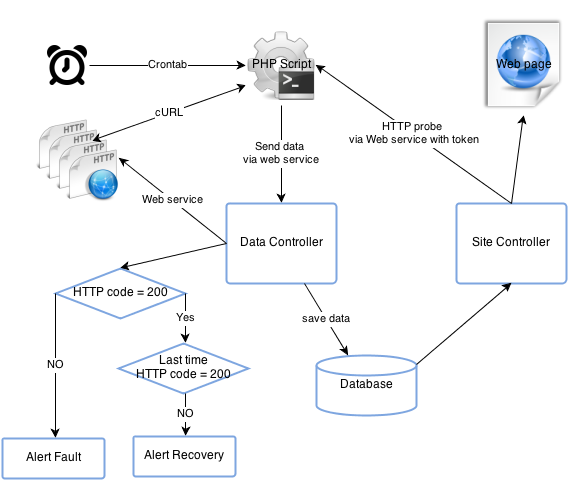 Crontab
PHP Script
Web page
cURL
HTTP
HTTP
HTTP
HTTP
HTTP probe
via Web service with token
Send data
via web service
Web service
Data Controller
Site Controller
HTTP code = 200
Yes
save data
NO
Last time
HTTP code = 200
Database
NO
Alert Fault
Alert Recovery